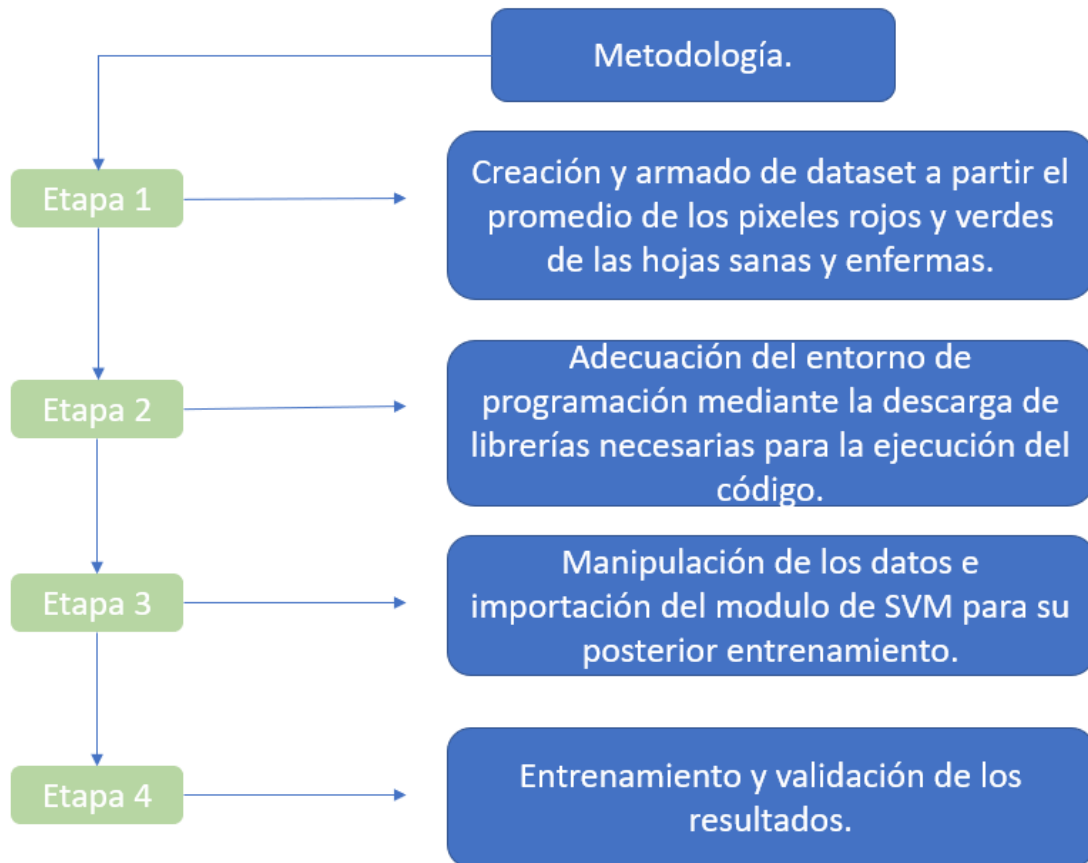 Metodología.
Etapa 1
Creación y armado de dataset a partir el
promedio de los pixeles rojos y verdes
de las hojas sanas y enfermas.
Etapa 2
Adecuación del entorno de
programación mediante la descarga de
librerías necesarias para la ejecución del
código.
Etapa 3
Manipulación de los datos e
importación del modulo de SVM para su
posterior entrenamiento.
Etapa 4
Entrenamiento y validación de los
resultados.